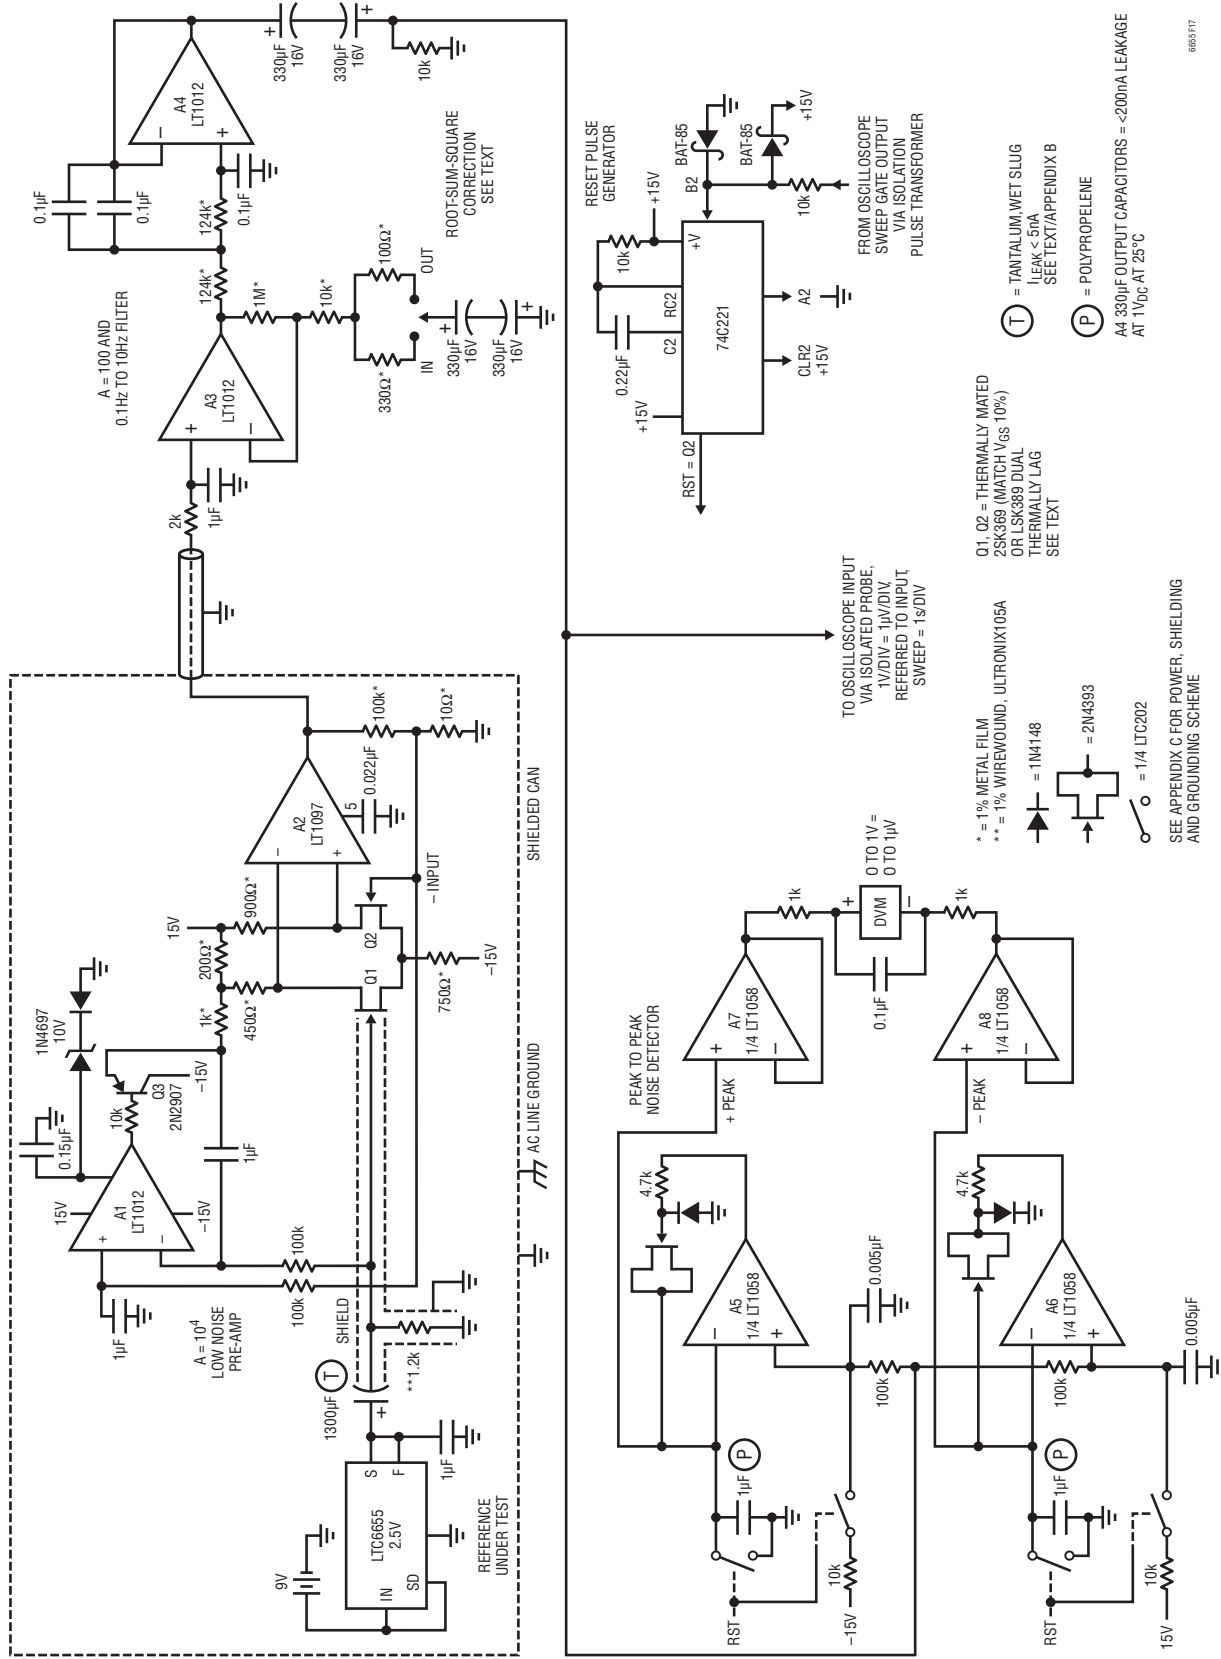 A = 10⁴
LOW NOISE
PRE-AMP
1µF
100k
100k
+
–
A1
LT1012
15V
–15V
0.15µF
1N4697
10V
10k
Q3
2N2907
–15V
1µF
1k*
200Ω*
15V
450Ω*
900Ω*
Q1
Q2
750Ω*
–15V
–
+
A2
LT1097
5
0.022µF
– INPUT
100k*
10Ω*
SHIELDED CAN
AC LINE GROUND
SHIELD
1300µF
T
+
**1.2k
9V
IN
SD
LTC6655
2.5V
S
F
1µF
REFERENCE
UNDER TEST
2k
1µF
A = 100 AND
0.1Hz TO 10Hz FILTER
+
–
A3
LT1012
124k*
1M*
10k*
330Ω*
100Ω*
IN
OUT
+
330µF
16V
330µF
16V
+
ROOT-SUM-SQUARE
CORRECTION
SEE TEXT
124k*
0.1µF
0.1µF
0.1µF
–
+
A4
LT1012
+
330µF
16V
330µF
16V
+
10k
RESET PULSE
GENERATOR
+15V
10k
0.22µF
+15V
C2
RC2
+V
74C221
CLR2
+15V
A2
B2
RST = Q2
BAT-85
BAT-85
+15V
10k
FROM OSCILLOSCOPE
SWEEP GATE OUTPUT
VIA ISOLATION
PULSE TRANSFORMER
TO OSCILLOSCOPE INPUT
VIA ISOLATED PROBE,
1V/DIV = 1µV/DIV,
REFERRED TO INPUT,
SWEEP = 1s/DIV
PEAK TO PEAK
NOISE DETECTOR
RST
1µF
P
10k
–15V
–
+
A5
1/4 LT1058
4.7k
0.005µF
100k
+ PEAK
+
–
A7
1/4 LT1058
1k
+
DVM
–
0.1µF
O TO 1V =
O TO 1µV
1k
RST
1µF
P
10k
15V
–
+
A6
1/4 LT1058
4.7k
0.005µF
100k
– PEAK
+
–
A8
1/4 LT1058
* = 1% METAL FILM
** = 1% WIREWOUND, ULTRONIX105A
= 1N4148
= 2N4393
= 1/4 LTC202
SEE APPENDIX C FOR POWER, SHIELDING
AND GROUNDING SCHEME
Q1, Q2 = THERMALLY MATED
2SK369 (MATCH VGS 10%)
OR LSK389 DUAL
THERMALLY LAG
SEE TEXT
T = TANTALUM,WET SLUG
ILEAK < 5nA
SEE TEXT/APPENDIX B
P = POLYPROPELENE
A4 330µF OUTPUT CAPACITORS = <200nA LEAKAGE
AT 1VDC AT 25°C
6655 F17